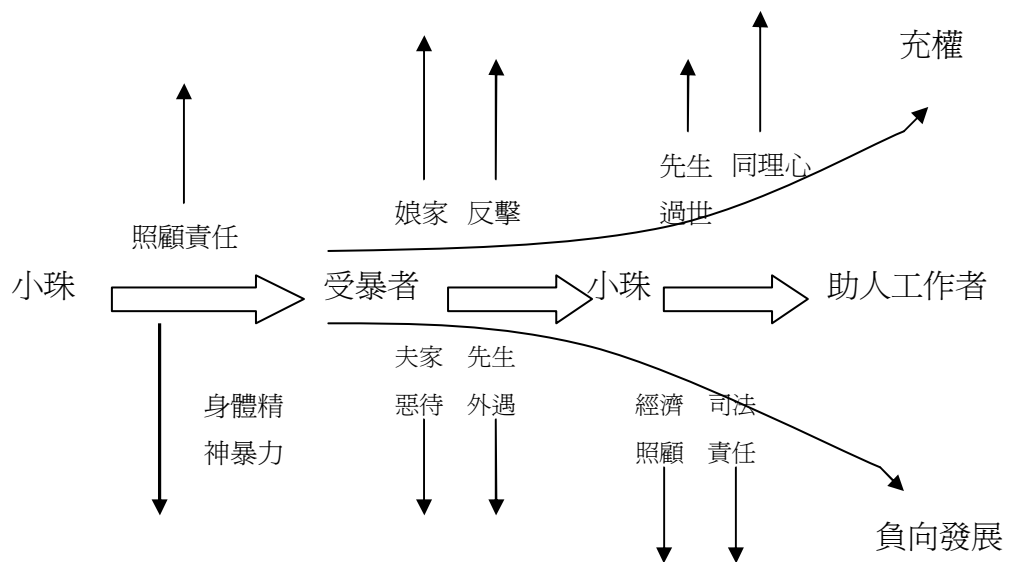 充權
先生 同理心
過世
娘家 反擊
照顧責任
小珠 受暴者 小珠 助人工作者
夫家 先生
惡待 外遇
身體精
神暴力
經濟 司法
照顧 責任
負向發展